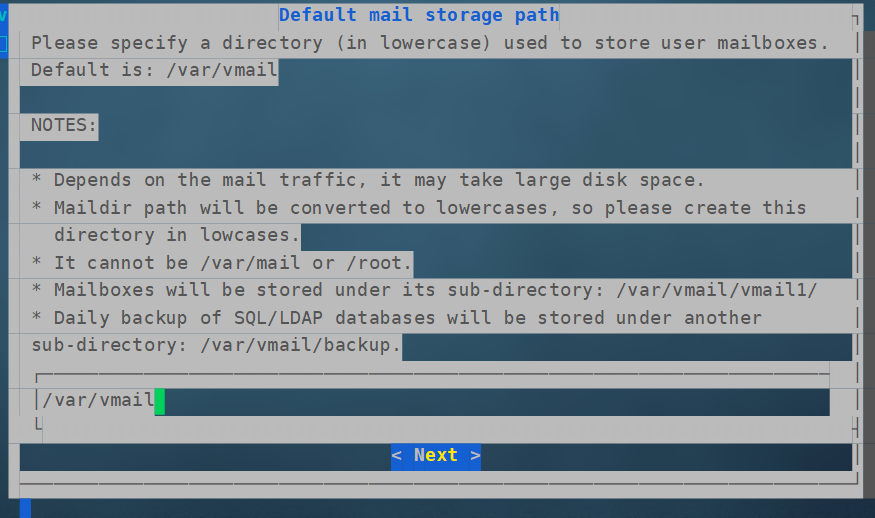 Default mail storage path
Please specify a directory (in lowercase) used to store user mailboxes.
Default is: /var/vmail
NOTES:
* Depends on the mail traffic, it may take large disk space.
* Maildir path will be converted to lowercases, so please create this
directory in lowcases.
* It cannot be /var/mail or /root.
* Mailboxes will be stored under its sub-directory: /var/vmail/vmail1/
* Daily backup of SQL/LDAP databases will be stored under another
sub-directory: /var/vmail/backup.
/var/vmail
< Next >